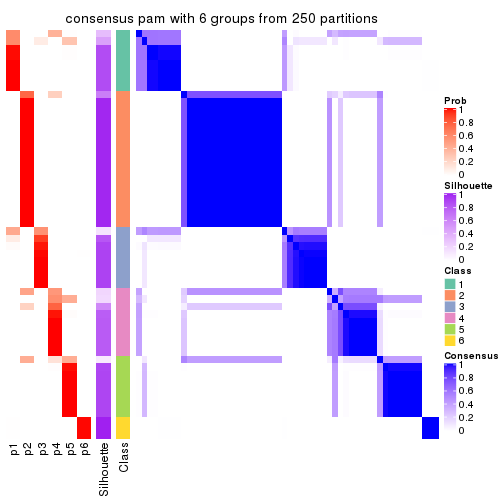 consensus pam with 6 groups from 250 partitions
Prob
1
0.8
0.6
0.4
0.2
0
Silhouette
1
0.8
0.6
0.4
0.2
0
Class
1
2
3
4
5
6
Consensus
1
0.8
0.6
0.4
0.2
0
p1
p2
p3
p4
p5
p6
Silhouette
Class